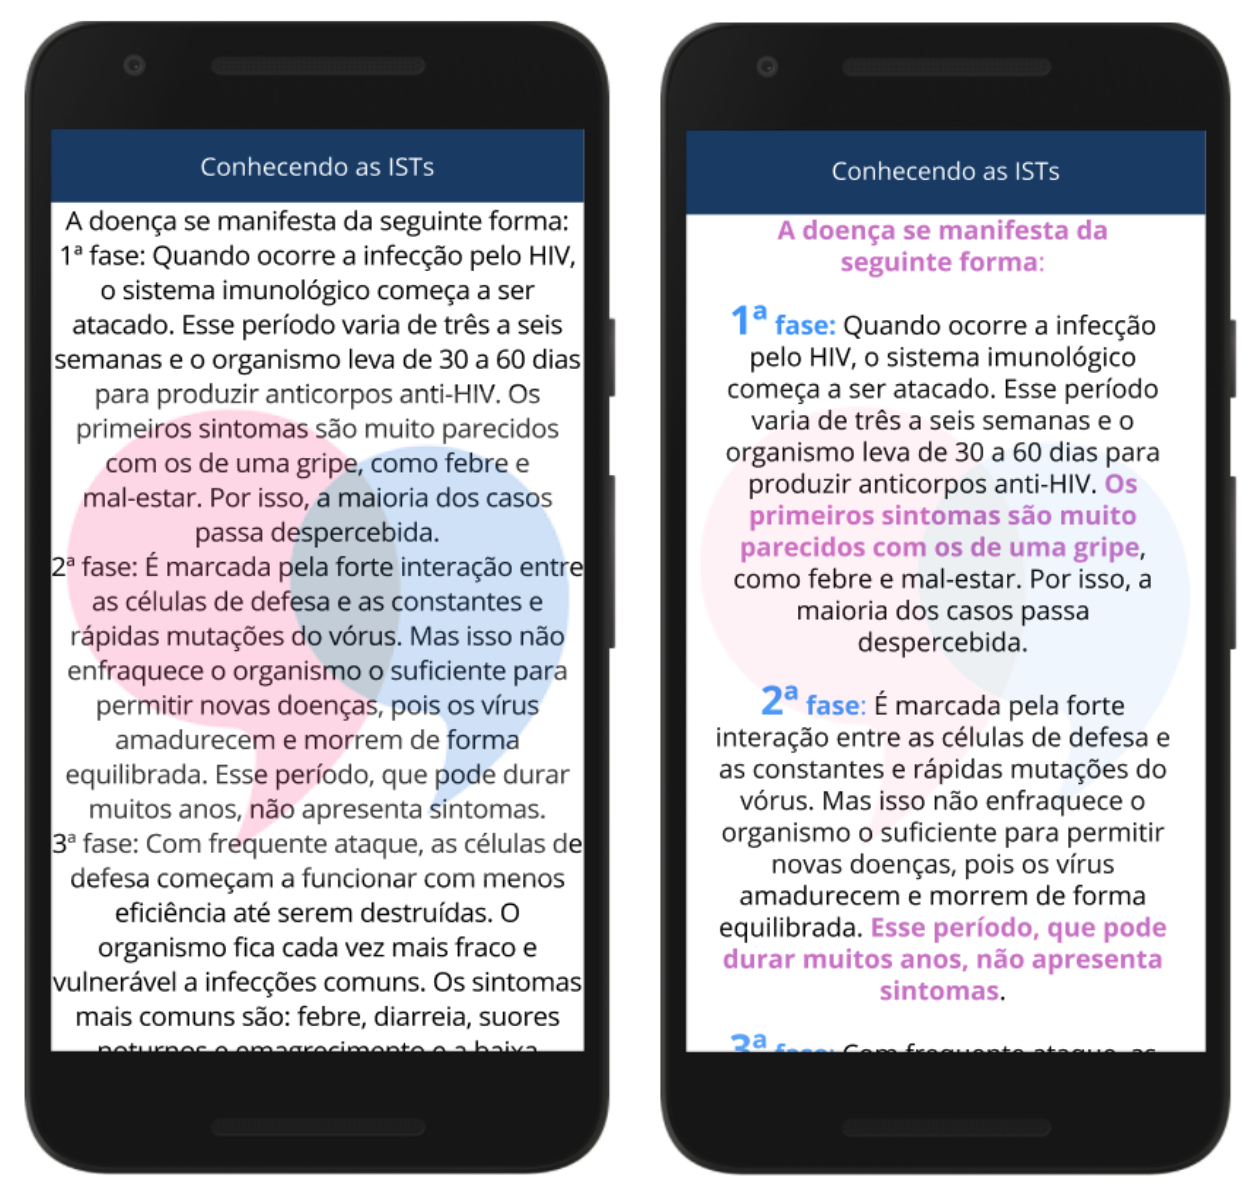 Conhecendo as ISTs
A doença se manifesta da seguinte forma:
1ª fase: Quando ocorre a infecção pelo HIV,
o sistema imunológico começa a ser
atacado. Esse período varia de três a seis
semanas e o organismo leva de 30 a 60 dias
para produzir anticorpos anti-HIV. Os
primeiros sintomas são muito parecidos
com os de uma gripe, como febre e
mal-estar. Por isso, a maioria dos casos
passa despercebida.
2ª fase: É marcada pela forte interação entre
as células de defesa e as constantes e
rápidas mutações do vórus. Mas isso não
enfraquece o organismo o suficiente para
permitir novas doenças, pois os vírus
amadurecem e morrem de forma
equilibrada. Esse período, que pode durar
muitos anos, não apresenta sintomas.
3ª fase: Com frequente ataque, as células de
defesa começam a funcionar com menos
eficiência até serem destruídas. O
organismo fica cada vez mais fraco e
vulnerável a infecções comuns. Os sintomas
mais comuns são: febre, diarreia, suores
noturnos e emagrecimento e a baixa
Conhecendo as ISTs
A doença se manifesta da
seguinte forma:
1ª fase: Quando ocorre a infecção
pelo HIV, o sistema imunológico
começa a ser atacado. Esse período
varia de três a seis semanas e o
organismo leva de 30 a 60 dias para
produzir anticorpos anti-HIV. Os
primeiros sintomas são muito
parecidos com os de uma gripe,
como febre e mal-estar. Por isso, a
maioria dos casos passa
despercebida.
2ª fase: É marcada pela forte
interação entre as células de defesa e
as constantes e rápidas mutações do
vórus. Mas isso não enfraquece o
organismo o suficiente para permitir
novas doenças, pois os vírus
amadurecem e morrem de forma
equilibrada. Esse período, que pode
durar muitos anos, não apresenta
sintomas.
3ª fase: Com frequente ataque, as